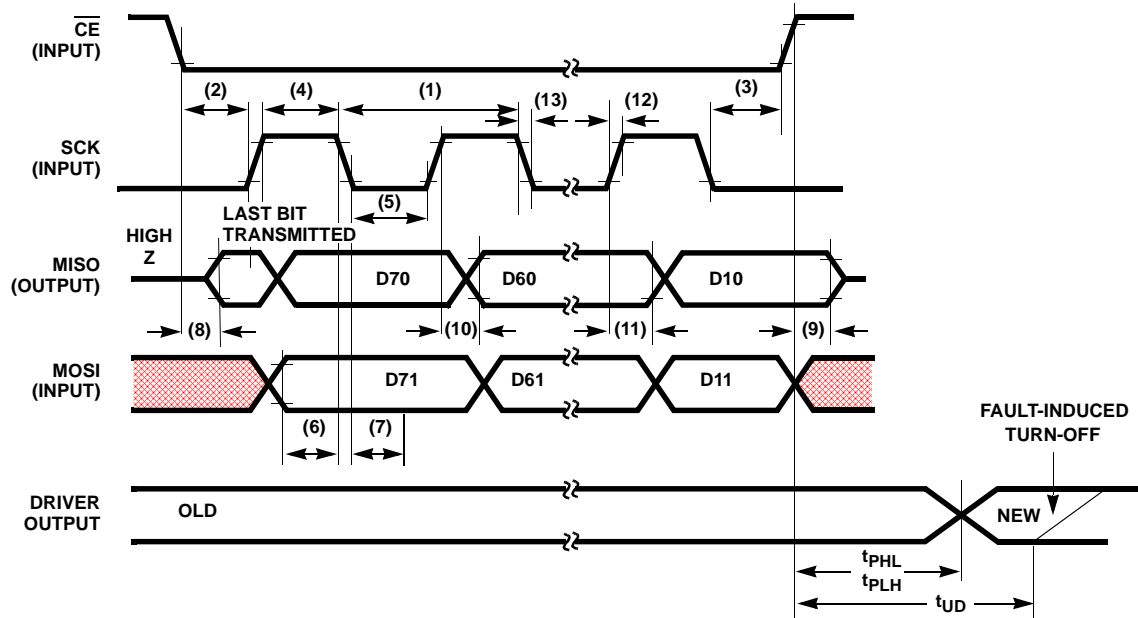 CE
(INPUT)
(2)
(4)
(1)
(13)
(12)
(3)
SCK
(INPUT)
(5)
LAST BIT
TRANSMITTED
HIGH
Z
MISO
(OUTPUT)
D70
D60
D10
(8)
(10)
(11)
(9)
MOSI
(INPUT)
D71
D61
D11
(6)
(7)
FAULT-INDUCED
TURN-OFF
DRIVER
OUTPUT
OLD
NEW
tPHL
tPLH
tUD